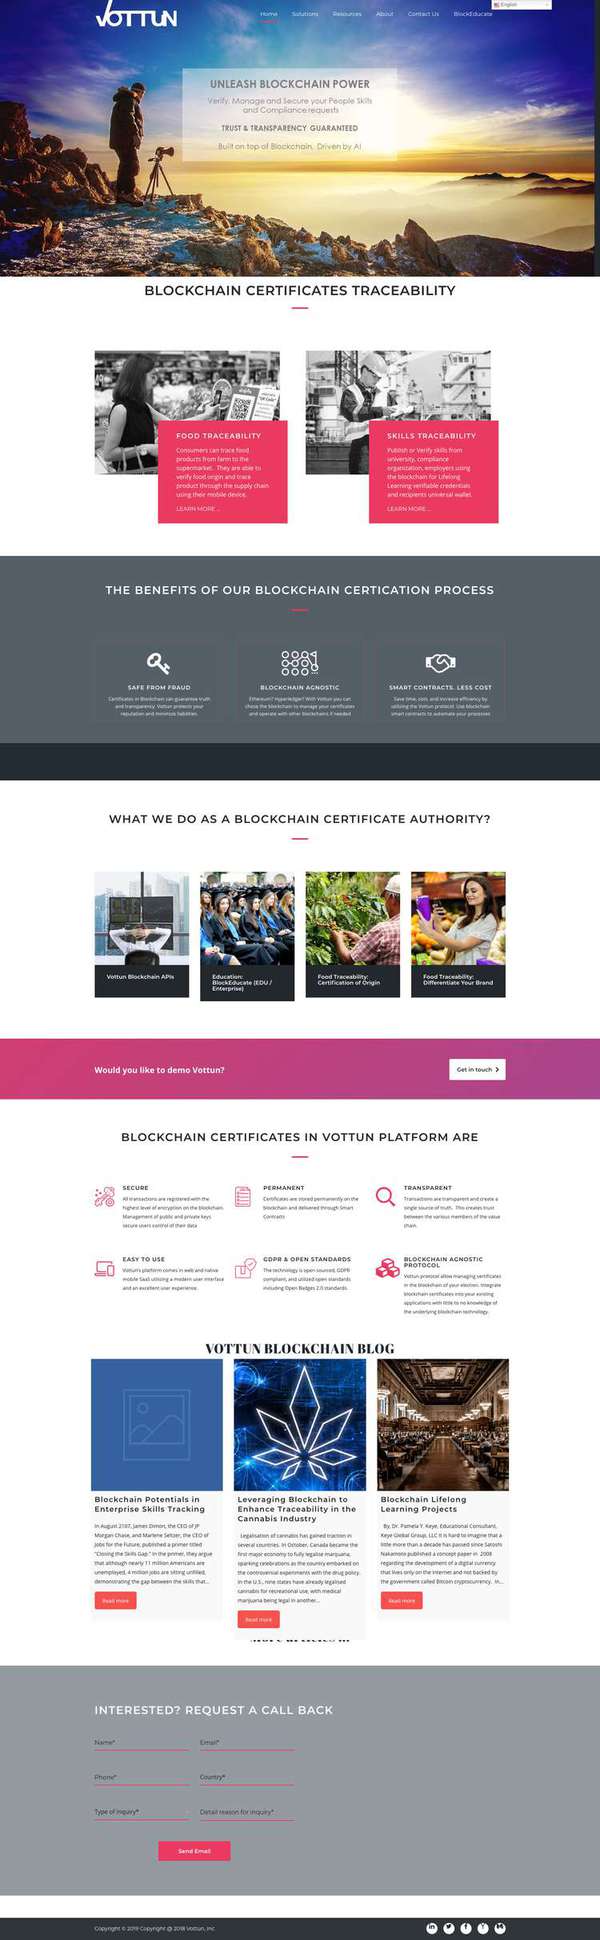 VOTTUN
Home
Solutions
Resources
About
Contact Us
BlockEducate
English
UNLEASH BLOCKCHAIN POWER
Verify, Manage and Secure your People Skills
and Compliance requests
TRUST & TRANSPARENCY GUARANTEED
Built on top of Blockchain, Driven by AI
BLOCKCHAIN CERTIFICATES TRACEABILITY
FOOD TRACEABILITY
Consumers can trace food
products from farm to the
supermarket. They are able to
verify food origin and trace
product through the supply chain
using their mobile device.
LEARN MORE ...
SKILLS TRACEABILITY
Publish or Verify skills from
university, compliance
organization, employers using
the blockchain for Lifelong
Learning verifiable credentials
and recipients universal wallet.
LEARN MORE ...
THE BENEFITS OF OUR BLOCKCHAIN CERTICATION PROCESS
SAFE FROM FRAUD
Certificates in Blockchain can guarantee truth
and transparency. Vottun protects your
reputation and minimize liabilities.
BLOCKCHAIN AGNOSTIC
Ethereum? Hyperledger? With Vottun you can
chose the blockchain to manage your certificates
and operate with other blockchains if needed
SMART CONTRACTS. LESS COST
Save time, cost, and increase efficiency by
utilizing the Vottun protocol. Use blockchain
smart contracts to automate your processes
WHAT WE DO AS A BLOCKCHAIN CERTIFICATE AUTHORITY?
Vottun Blockchain APIs
Education:
BlockEducate (EDU /
Enterprise)
Food Traceability:
Certification of Origin
Food Traceability:
Differentiate Your Brand
Would you like to demo Vottun?
Get in touch
BLOCKCHAIN CERTIFICATES IN VOTTUN PLATFORM ARE
SECURE
All transactions are registered with the
highest level of encryption on the blockchain.
Management of public and private keys
secure users control of their data
PERMANENT
Certificates are stored permanently on the
blockchain and delivered through Smart
Contracts
TRANSPARENT
Transactions are transparent and create a
single source of truth. This creates trust
between the various members of the value
chain.
EASY TO USE
Vottun's platform comes in web and native
mobile SaaS utilizing a modern user interface
and an excellent user experience.
GDPR & OPEN STANDARDS
The technology is open sourced, GDPR
compliant, and utilized open standards
including Open Badges 2.0 standards.
BLOCKCHAIN AGNOSTIC
PROTOCOL
Vottun protocol allow managing certificates
in the blockchain of your election. Integrate
blockchain certificates into your existing
applications with little to no knowledge of
the underlying blockchain technology.
VOTTUN BLOCKCHAIN BLOG
Blockchain Potentials in
Enterprise Skills Tracking
In August 2107, James Dimon, the CEO of JP
Morgan Chase, and Marlene Seltzer, the CEO of
Jobs for the Future, published a primer titled
"Closing the Skills Gap." In the primer, they argue
that although nearly 11 million Americans are
unemployed, 4 million jobs are sitting unfilled,
demonstrating the gap between the skills that...
Read more
Leveraging Blockchain to
Enhance Traceability in the
Cannabis Industry
Legalisation of cannabis has gained traction in
several countries. In October, Canada became the
first major economy to fully legalise marijuana,
sparking celebrations as the country embarked on
the controversial experiments with the drug policy.
In the U.S., nine states have already legalised
cannabis for recreational use, with medical
marijuana being legal in another...
Read more
Blockchain Lifelong
Learning Projects
By, Dr. Pamela Y. Keye, Educational Consultant,
Keye Global Group, LLC It is hard to imagine that a
little more than a decade has passed since Satoshi
Nakamoto published a concept paper in 2008
regarding the development of a digital currency
that lives only on the internet and not backed by
the government called Bitcoin cryptocurrency. In...
Read more
INTERESTED? REQUEST A CALL BACK
Name*
Email*
Phone*
Country*
Type of inquiry*
Detail reason for inquiry*
Send Email
Copyright © 2019 Copyright @ 2018 Vottun, Inc.